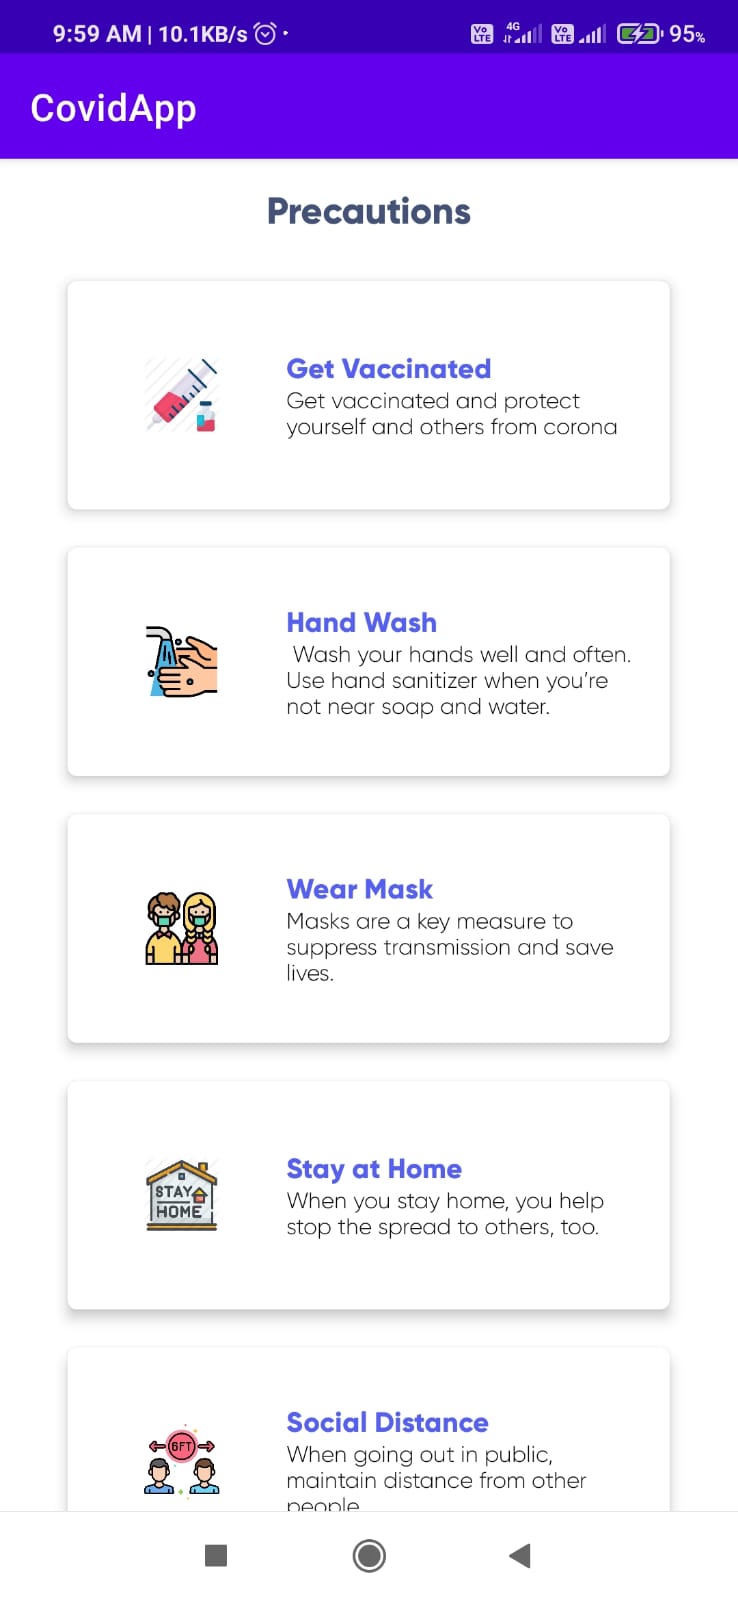 9:59 AM | 10.1KB/s
Vo LTE 4G Vo LTE 95%
CovidApp
Precautions
Get Vaccinated
Get vaccinated and protect
yourself and others from corona
Hand Wash
Wash your hands well and often.
Use hand sanitizer when you're
not near soap and water.
Wear Mask
Masks are a key measure to
suppress transmission and save
lives.
STAY
HOME
Stay at Home
When you stay home, you help
stop the spread to others, too.
6FT
Social Distance
When going out in public,
maintain distance from other
people